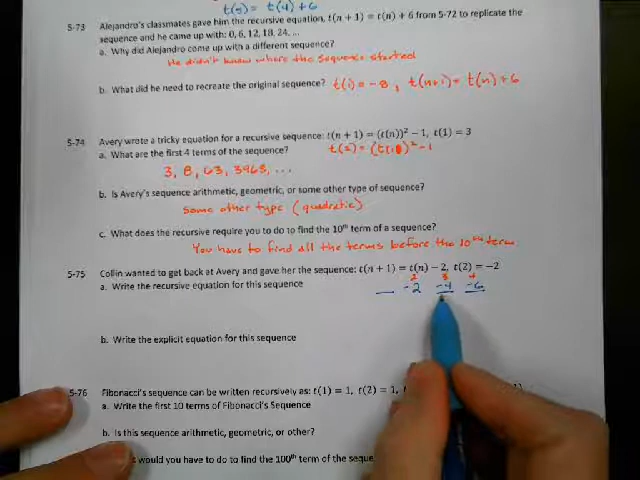 t(5) = t(4) + 6
5-73 Alejandro's classmates gave him the recursive equation, t(n + 1) = t(n) + 6 from 5-72 to replicate the
sequence and he came up with: 0, 6, 12, 18, 24, ...
a. Why did Alejandro come up with a different sequence?
He didn't know where the sequence started
b. What did he need to recreate the original sequence? t(1) = -8, t(n+1) = t(n) + 6
5-74 Avery wrote a tricky equation for a recursive sequence: t(n + 1) = (t(n))² − 1, t(1) = 3
a. What are the first 4 terms of the sequence? t(2) = (t(1))² - 1
3, 8, 63, 3968, ...
b. Is Avery's sequence arithmetic, geometric, or some other type of sequence?
Some other type (quadratic)
c. What does the recursive require you to do to find the 10th term of a sequence?
You have to find all the terms before the 10th term
5-75 Collin wanted to get back at Avery and gave her the sequence: t(n + 1) = t(n) − 2, t(2) = −2
2 3 4
a. Write the recursive equation for this sequence __ -2 -4 -6
b. Write the explicit equation for this sequence
5-76 Fibonacci's sequence can be written recursively as: t(1) = 1, t(2) = 1,
a. Write the first 10 terms of Fibonacci's Sequence
b. Is this sequence arithmetic, geometric, or other?
would you have to do to find the 100th term of the seque